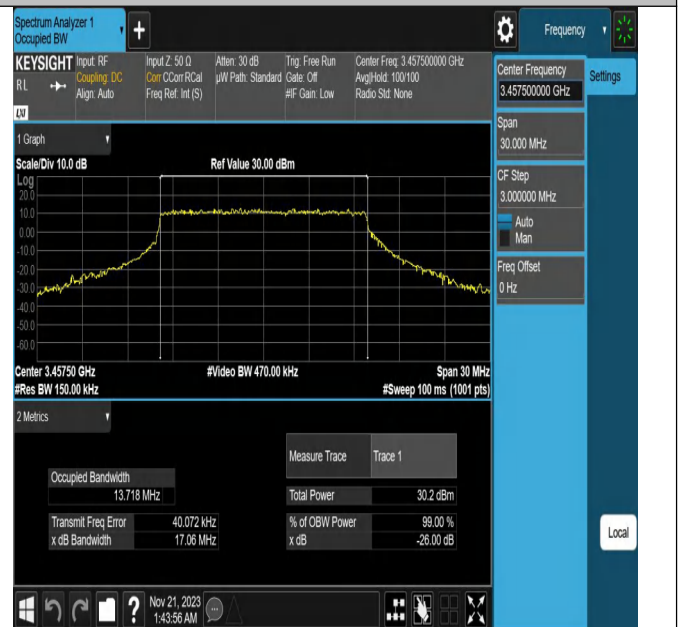 Spectrum Analyzer 1
Occupied BW
+
Frequency
KEYSIGHT Input: RF Input Z: 50 Ω Atten: 30 dB Trig: Free Run Center Freq: 3.457500000 GHz
RL Coupling: DC Corr CCorr RCal µW Path: Standard Gate: Off Avg|Hold: 100/100
Align: Auto Freq Ref: Int (S) #IF Gain: Low Radio Std: None
LXI
Center Frequency
3.457500000 GHz
Settings
Span
30.000 MHz
CF Step
3.000000 MHz
Auto
Man
Freq Offset
0 Hz
1 Graph
Scale/Div 10.0 dB Ref Value 30.00 dBm
Log
20.0
10.0
0.00
-10.0
-20.0
-30.0
-40.0
-50.0
-60.0
Center 3.45750 GHz #Video BW 470.00 kHz Span 30 MHz
#Res BW 150.00 kHz #Sweep 100 ms (1001 pts)
2 Metrics
Measure Trace Trace 1
Occupied Bandwidth
13.718 MHz
Total Power 30.2 dBm
Transmit Freq Error 40.072 kHz % of OBW Power 99.00 %
x dB Bandwidth 17.06 MHz x dB -26.00 dB
Local
? Nov 21, 2023
1:43:56 AM